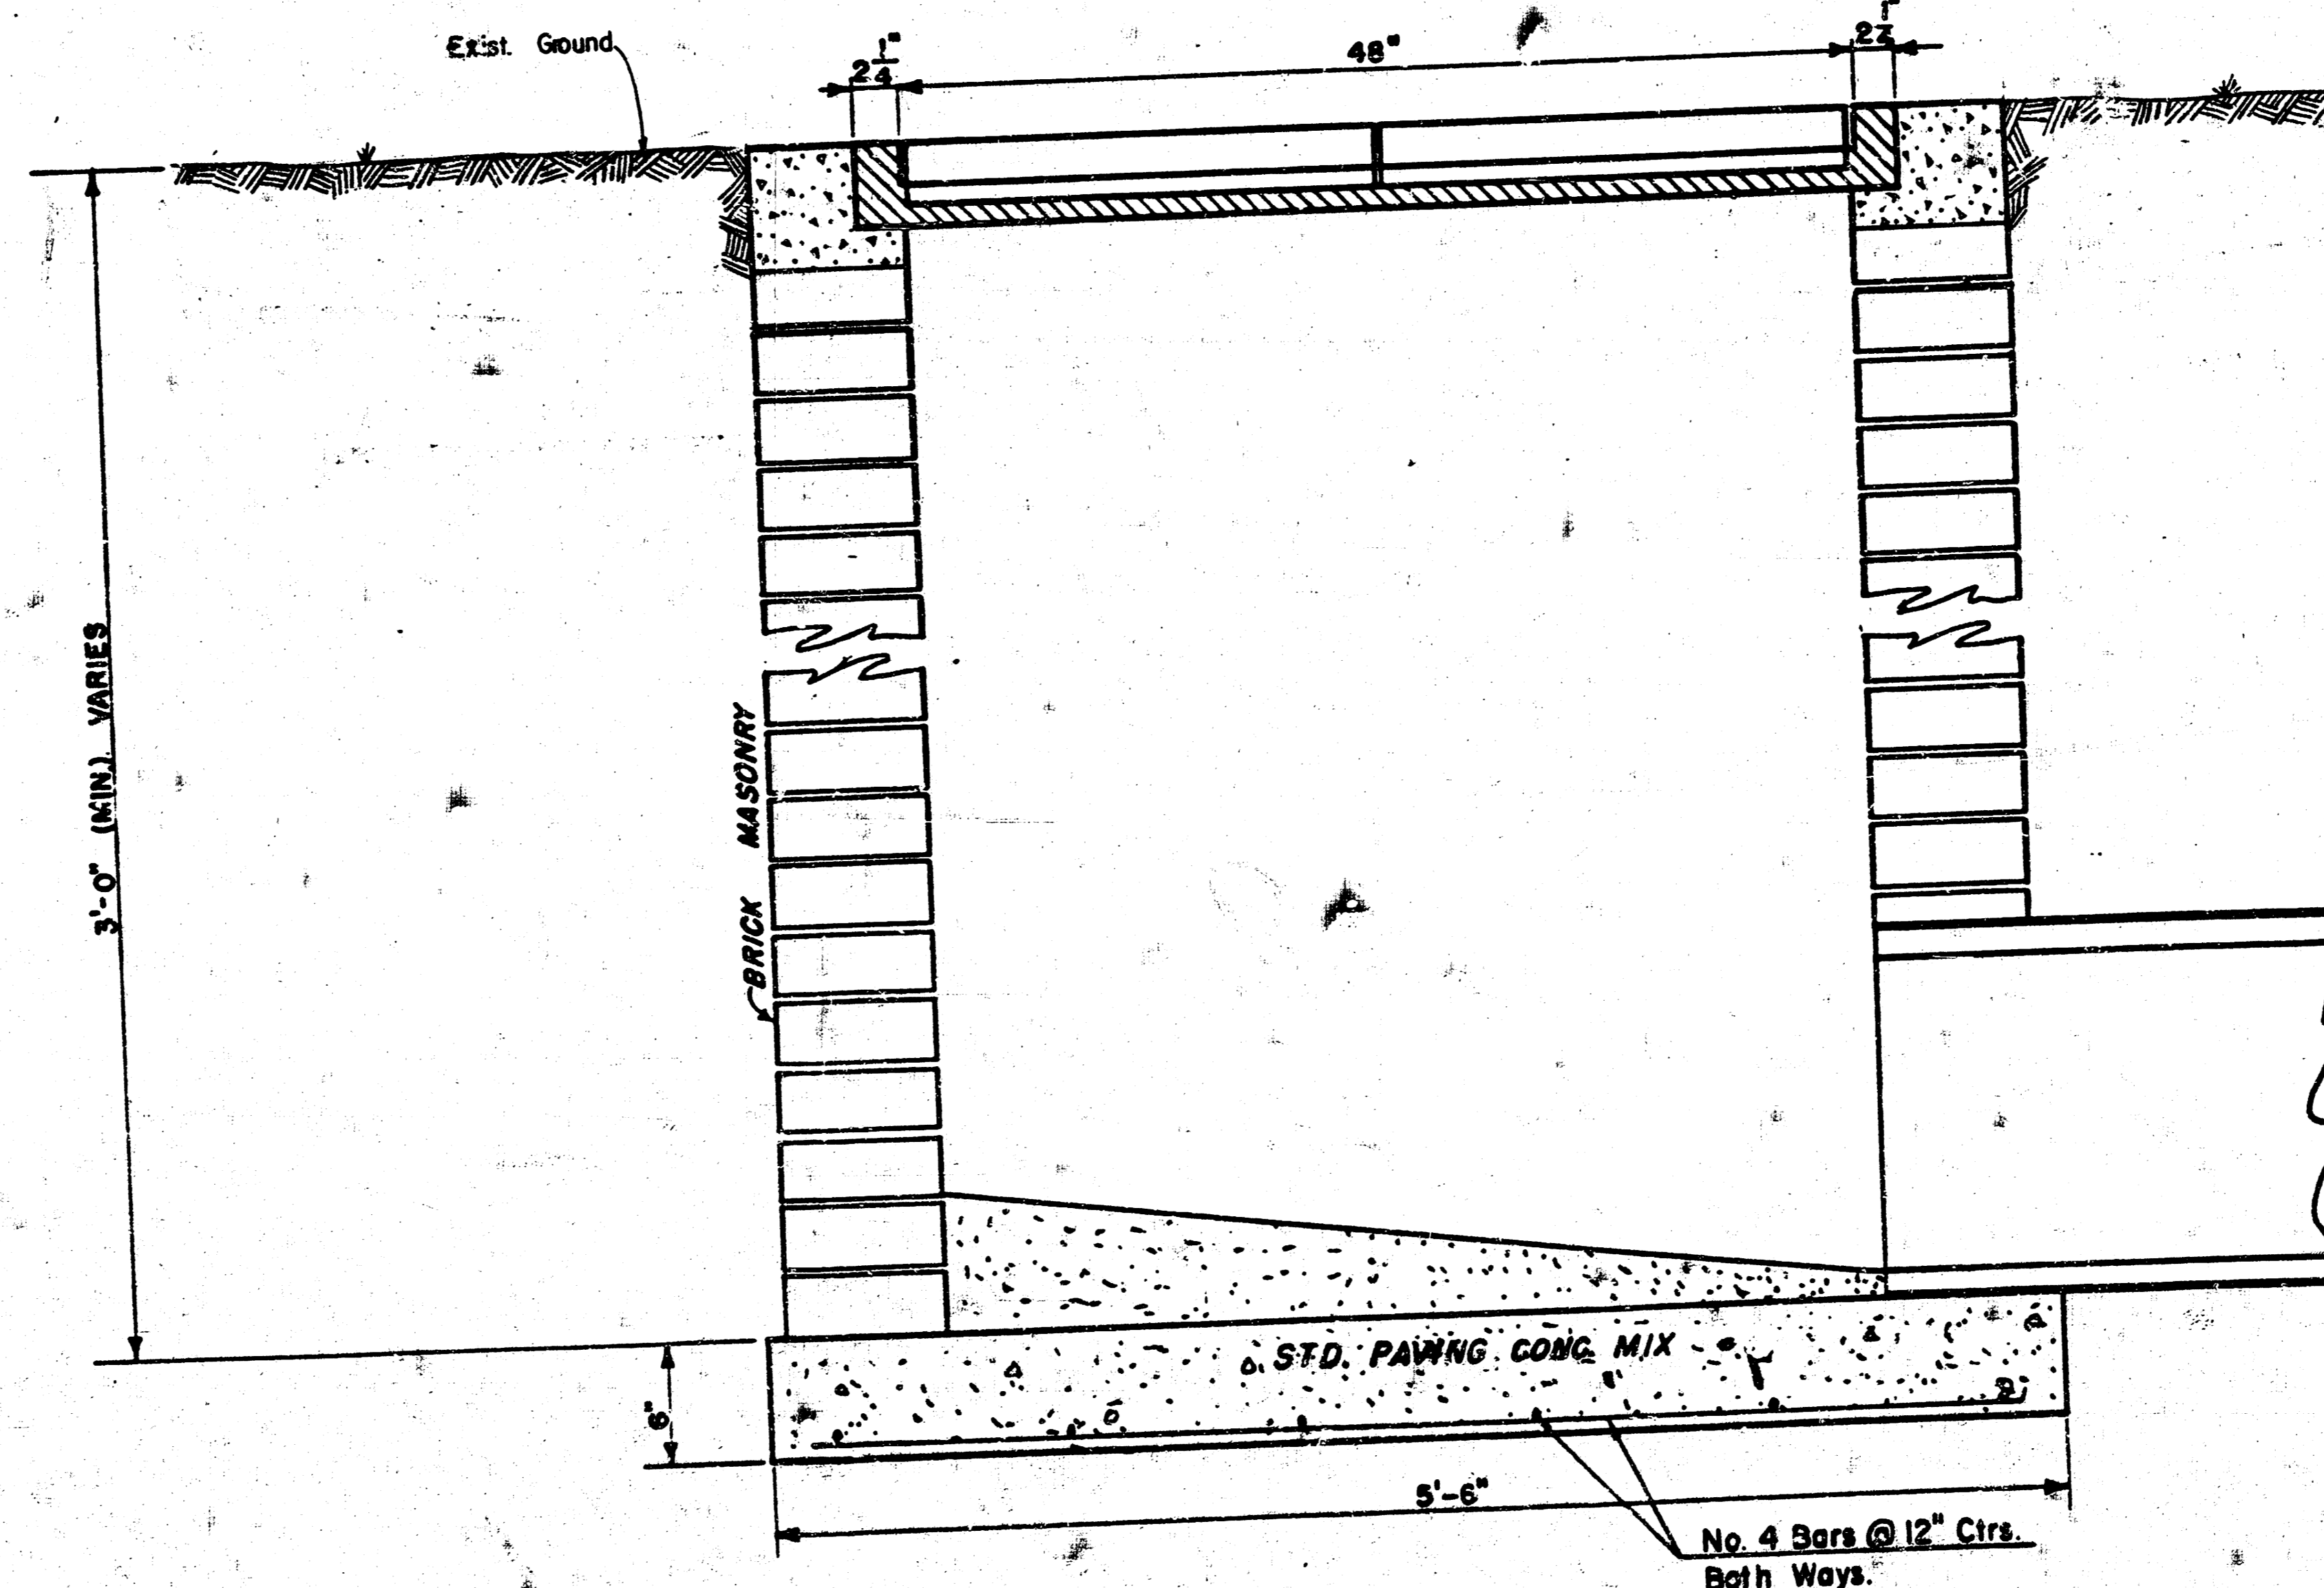 Exist. Ground
2 1/4"
48"
2 1/4
3'-0" (MIN.) VARIES
BRICK MASONRY
STD. PAVING CONC. MIX
6"
5'-6"
No. 4 Bars @ 12" Ctrs.
Both Ways.